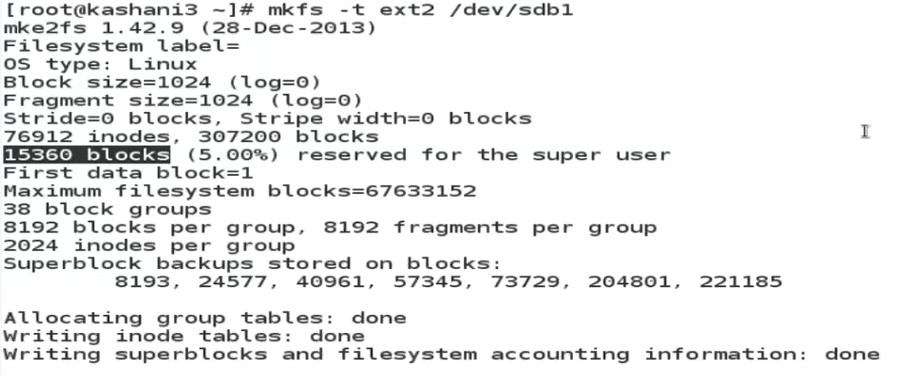 [root@kashani3 ~]# mkfs -t ext2 /dev/sdb1
mke2fs 1.42.9 (28-Dec-2013)
Filesystem label=
OS type: Linux
Block size=1024 (log=0)
Fragment size=1024 (log=0)
Stride=0 blocks, Stripe width=0 blocks
76912 inodes, 307200 blocks
15360 blocks (5.00%) reserved for the super user
First data block=1
Maximum filesystem blocks=67633152
38 block groups
8192 blocks per group, 8192 fragments per group
2024 inodes per group
Superblock backups stored on blocks:
8193, 24577, 40961, 57345, 73729, 204801, 221185
Allocating group tables: done
Writing inode tables: done
Writing superblocks and filesystem accounting information: done